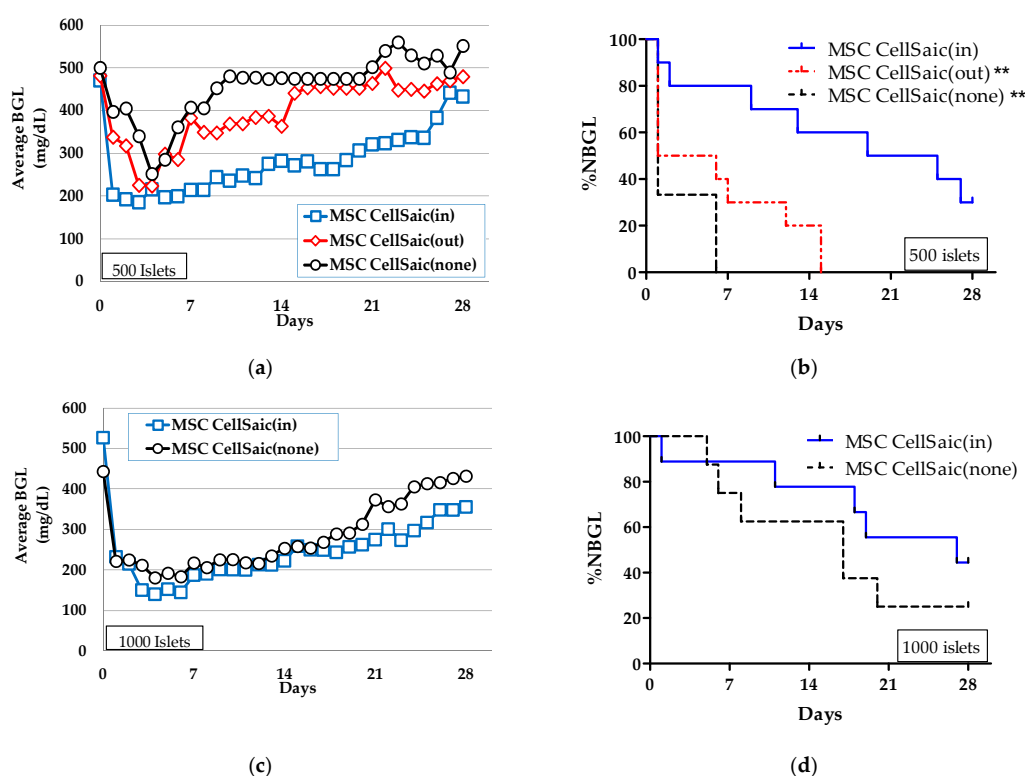 600
500
400
300
200
100
0
Average BGL
(mg/dL)
MSC CellSaic(in)
MSC CellSaic(out)
MSC CellSaic(none)
500 Islets
0 7 14 21 28
Days
(a)
100
80
60
40
20
0
%NBGL
MSC CellSaic(in)
MSC CellSaic(out) **
MSC CellSaic(none) **
500 islets
0 7 14 21 28
Days
(b)
600
500
400
300
200
100
0
Average BGL
(mg/dL)
MSC CellSaic(in)
MSC CellSaic(none)
1000 Islets
0 7 14 21 28
Days
(c)
100
80
60
40
20
%NBGL
MSC CellSaic(in)
MSC CellSaic(none)
1000 islets
0 7 14 21 28
Days
(d)